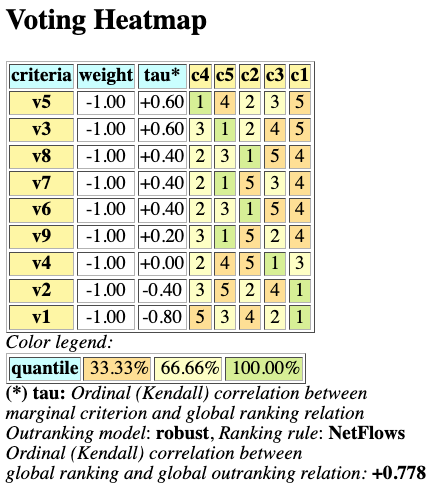 Voting Heatmap
criteria weight tau* c4 c5 c2 c3 c1
v5 -1.00 +0.60 1 4 2 3 5
v3 -1.00 +0.60 3 1 2 4 5
v8 -1.00 +0.40 2 3 1 5 4
v7 -1.00 +0.40 2 1 5 3 4
v6 -1.00 +0.40 2 3 1 5 4
v9 -1.00 +0.20 3 1 5 2 4
v4 -1.00 +0.00 2 4 5 1 3
v2 -1.00 -0.40 3 5 2 4 1
v1 -1.00 -0.80 5 3 4 2 1
Color legend:
quantile 33.33% 66.66% 100.00%
(*) tau: Ordinal (Kendall) correlation between
marginal criterion and global ranking relation
Outranking model: robust, Ranking rule: NetFlows
Ordinal (Kendall) correlation between
global ranking and global outranking relation: +0.778